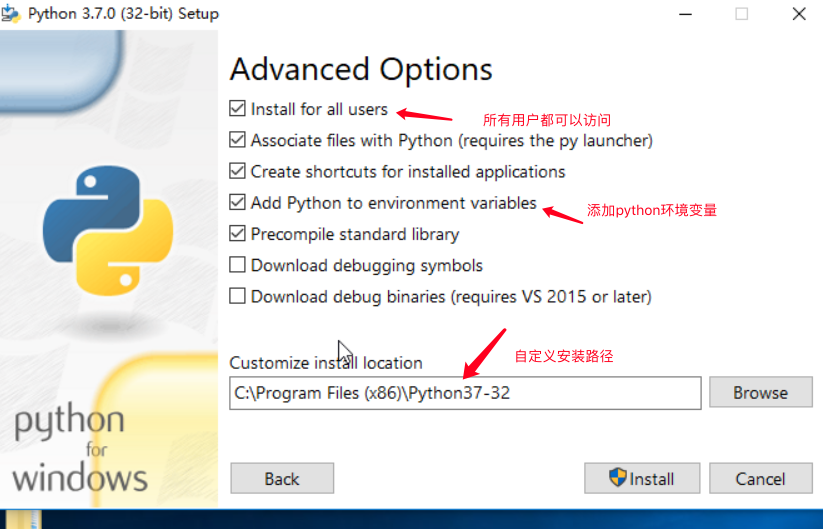 Python 3.7.0 (32-bit) Setup
Advanced Options
Install for all users
所有用户都可以访问
Associate files with Python (requires the py launcher)
Create shortcuts for installed applications
Add Python to environment variables
添加python环境变量
Precompile standard library
Download debugging symbols
Download debug binaries (requires VS 2015 or later)
Customize install location
自定义安装路径
C:\Program Files (x86)\Python37-32
Browse
python
for
windows
Back
Install
Cancel